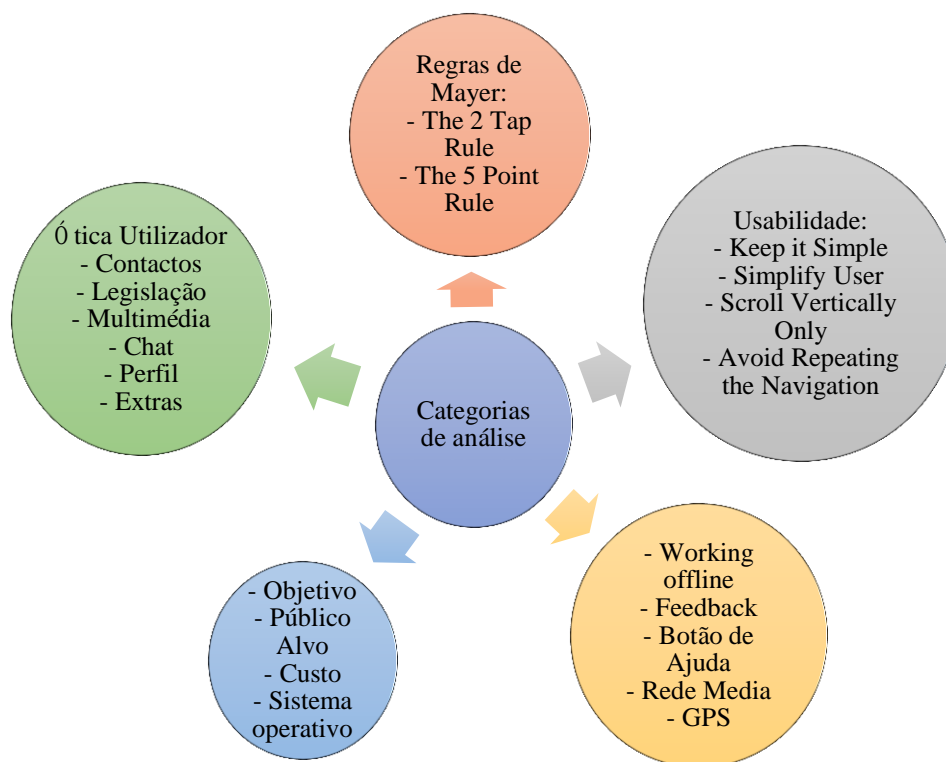 Regras de
Mayer:
- The 2 Tap
Rule
- The 5 Point
Rule
Usabilidade:
- Keep it Simple
- Simplify User
- Scroll Vertically
Only
- Avoid Repeating
the Navigation
- Working
offline
- Feedback
- Botão de
Ajuda
- Rede Media
- GPS
- Objetivo
- Público
Alvo
- Custo
- Sistema
operativo
Ó tica Utilizador
- Contactos
- Legislação
- Multimédia
- Chat
- Perfil
- Extras
Categorias
de análise